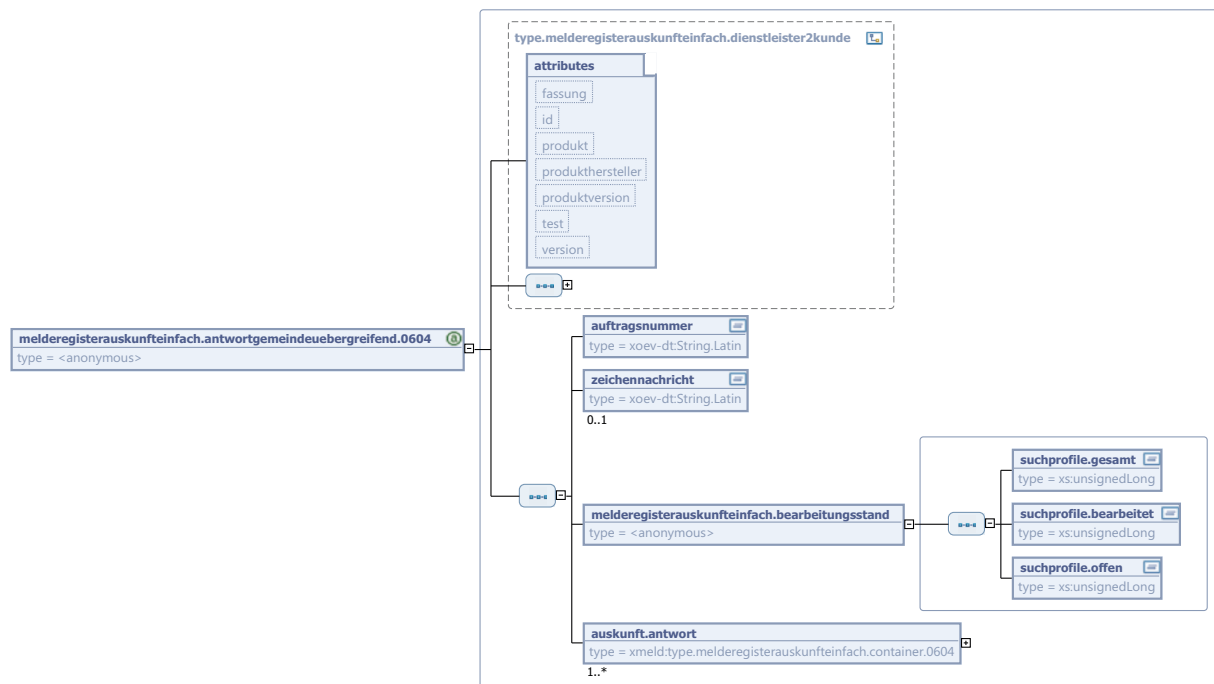 type.melderegisterauskunfteinfach.dienstleister2kunde
attributes
fassung
id
produkt
produkthersteller
produktversion
test
version
melderegisterauskunfteinfach.antwortgemeindeuebergreifend.0604
type = <anonymous>
auftragsnummer
type = xoev-dt:String.Latin
zeichennachricht
type = xoev-dt:String.Latin
0..1
melderegisterauskunfteinfach.bearbeitungsstand
type = <anonymous>
suchprofile.gesamt
type = xs:unsignedLong
suchprofile.bearbeitet
type = xs:unsignedLong
suchprofile.offen
type = xs:unsignedLong
auskunft.antwort
type = xmeld:type.melderegisterauskunfteinfach.container.0604
1..*